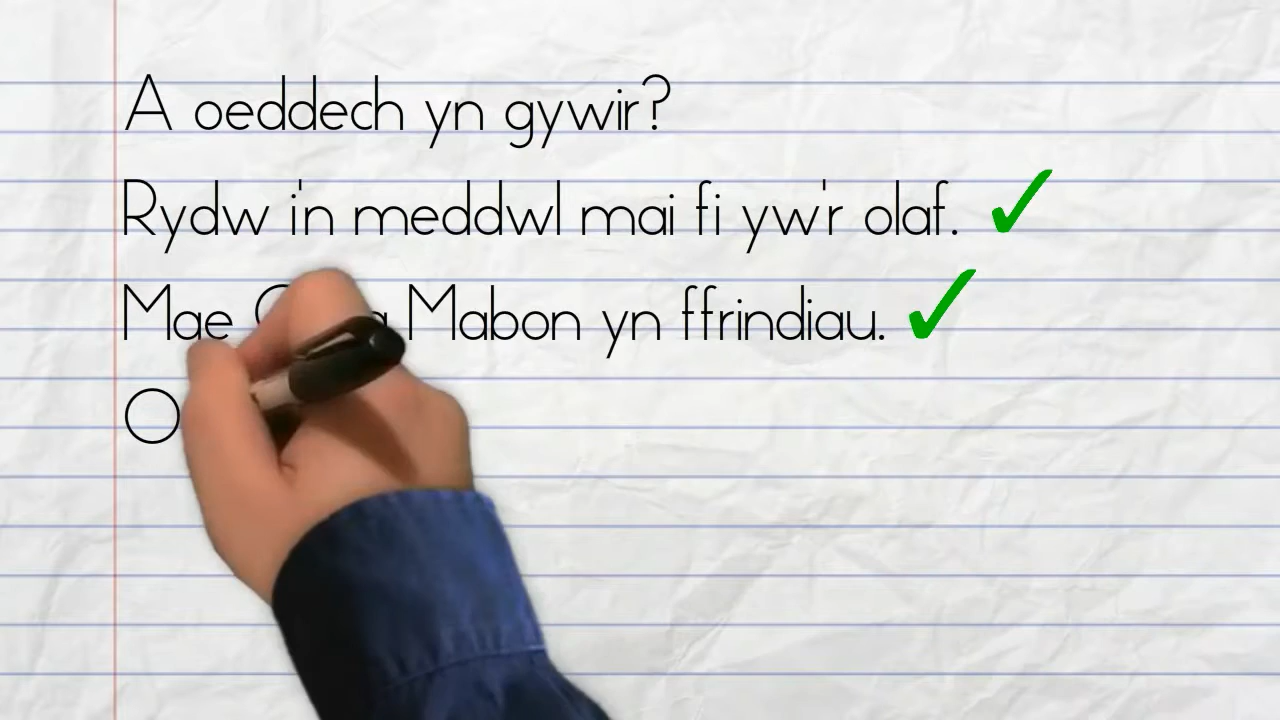 A oeddech yn gywir?
Rydw i'n meddwl mai fi yw'r olaf.
Mae Mabon yn ffrindiau.